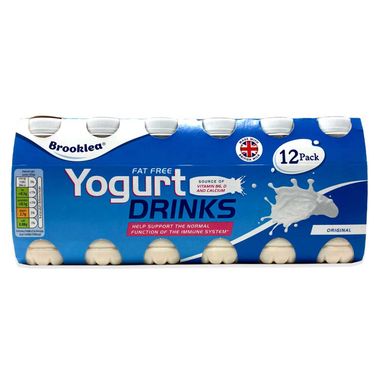 Brooklea
12 Pack
FAT FREE
Yogurt
DRINKS
SOURCE OF
VITAMIN B6, D
AND CALCIUM
HELP SUPPORT THE NORMAL
FUNCTION OF THE IMMUNE SYSTEM*
ORIGINAL